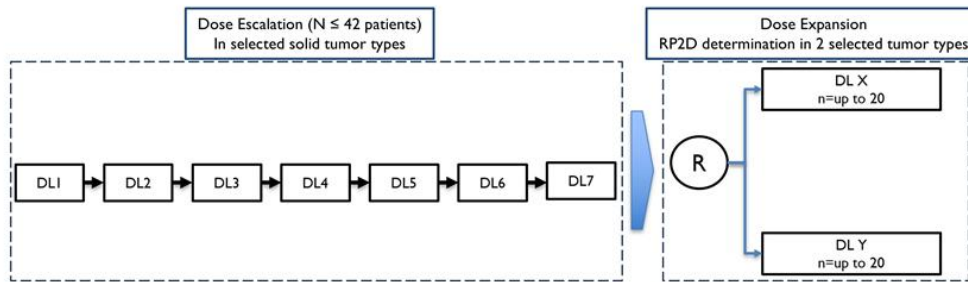 Dose Escalation (N ≤ 42 patients)
In selected solid tumor types
Dose Expansion
RP2D determination in 2 selected tumor types
DL1
DL2
DL3
DL4
DL5
DL6
DL7
R
DL X
n=up to 20
DL Y
n=up to 20